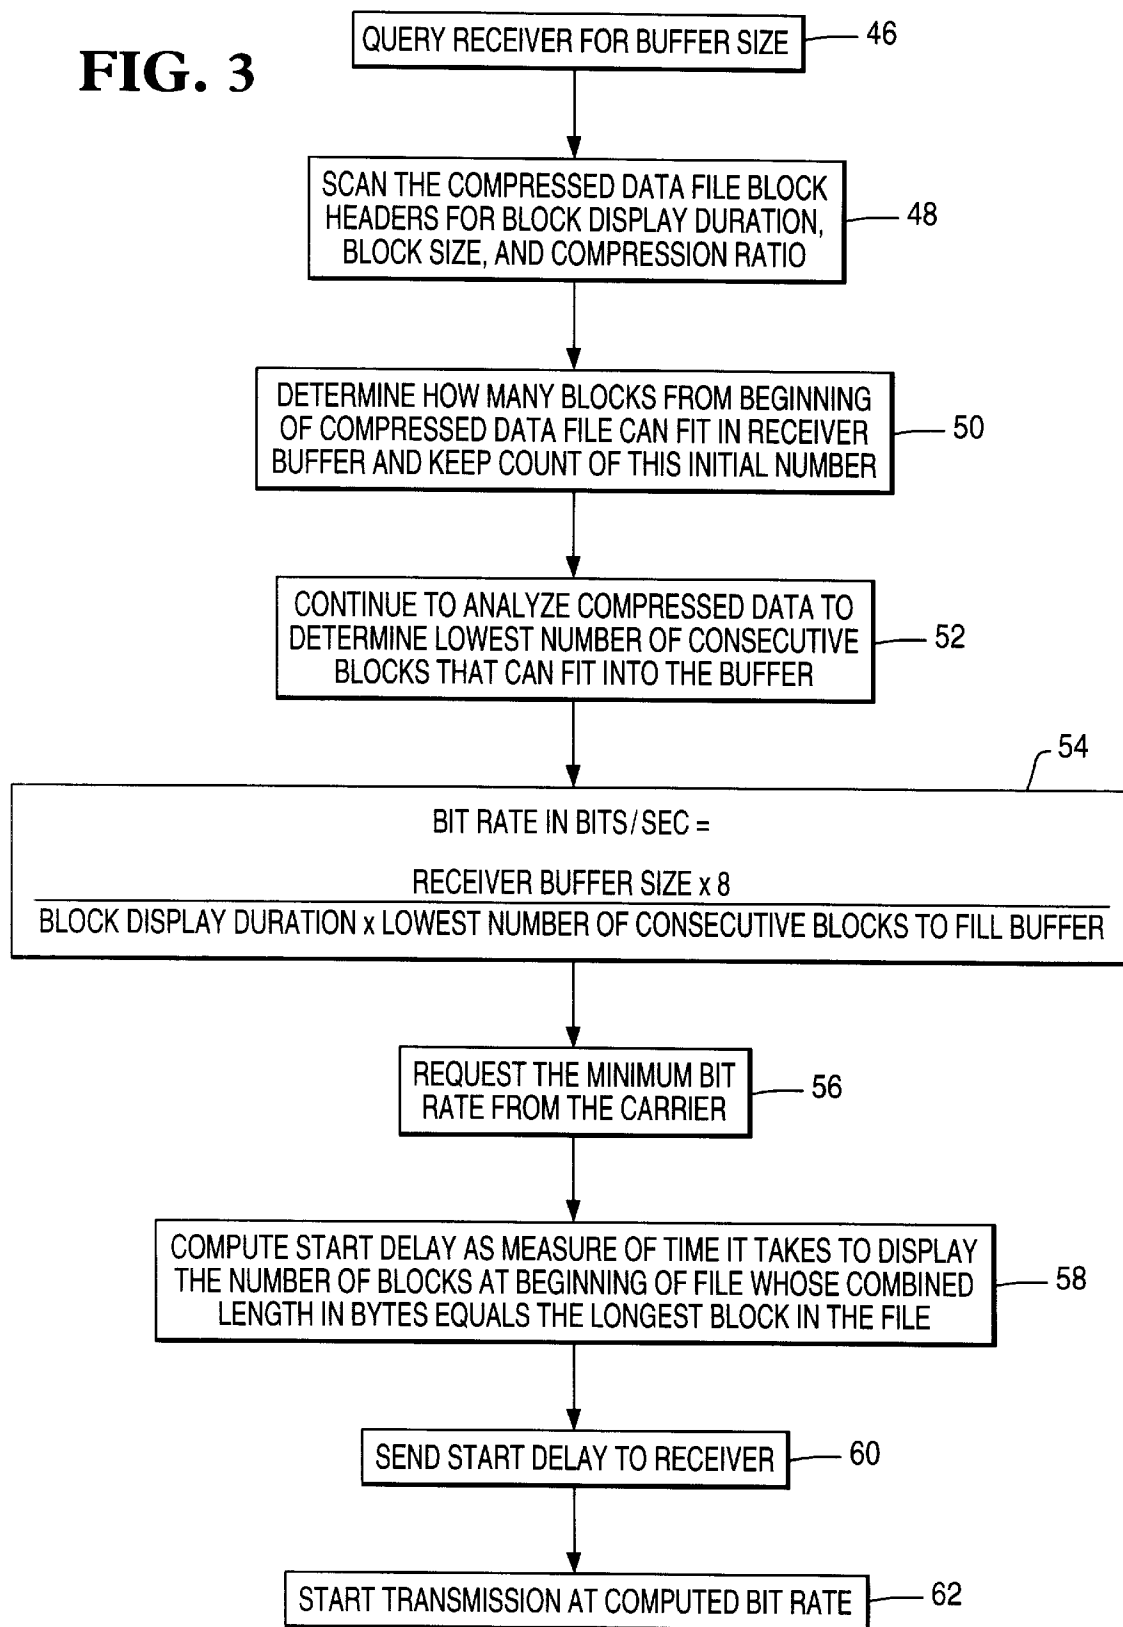 FIG. 3
QUERY RECEIVER FOR BUFFER SIZE
46
SCAN THE COMPRESSED DATA FILE BLOCK
HEADERS FOR BLOCK DISPLAY DURATION,
BLOCK SIZE, AND COMPRESSION RATIO
48
DETERMINE HOW MANY BLOCKS FROM BEGINNING
OF COMPRESSED DATA FILE CAN FIT IN RECEIVER
BUFFER AND KEEP COUNT OF THIS INITIAL NUMBER
50
CONTINUE TO ANALYZE COMPRESSED DATA TO
DETERMINE LOWEST NUMBER OF CONSECUTIVE
BLOCKS THAT CAN FIT INTO THE BUFFER
52
54
BIT RATE IN BITS/SEC =
RECEIVER BUFFER SIZE x 8
BLOCK DISPLAY DURATION x LOWEST NUMBER OF CONSECUTIVE BLOCKS TO FILL BUFFER
REQUEST THE MINIMUM BIT
RATE FROM THE CARRIER
56
COMPUTE START DELAY AS MEASURE OF TIME IT TAKES TO DISPLAY
THE NUMBER OF BLOCKS AT BEGINNING OF FILE WHOSE COMBINED
LENGTH IN BYTES EQUALS THE LONGEST BLOCK IN THE FILE
58
SEND START DELAY TO RECEIVER
60
START TRANSMISSION AT COMPUTED BIT RATE
62